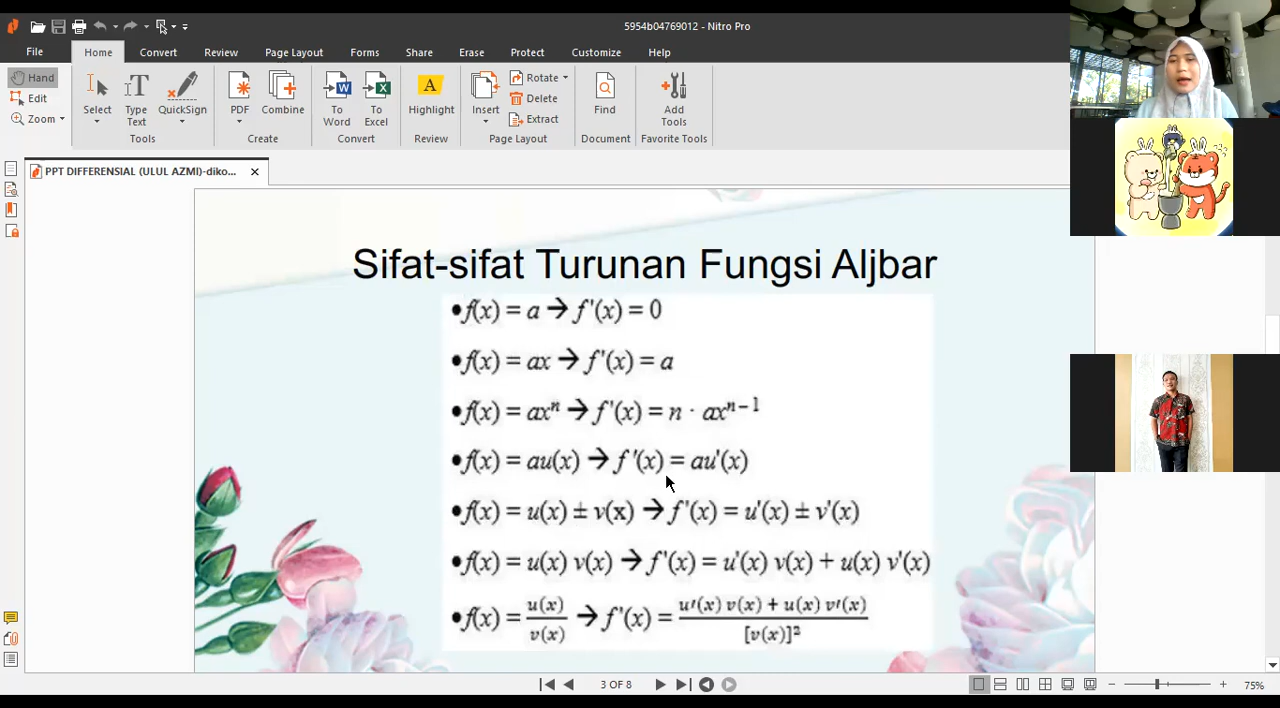 5954b04769012 - Nitro Pro
File Home Convert Review Page Layout Forms Share Erase Protect Customize Help
Hand
Edit
Zoom
Select
Type Text
QuickSign
Tools
PDF
Combine
Create
To Word
To Excel
Convert
Highlight
Review
Insert
Rotate
Delete
Extract
Page Layout
Find
Document
Add Tools
Favorite Tools
PPT DIFFERENSIAL (ULUL AZMI)-diko...
Sifat-sifat Turunan Fungsi Aljbar
•f(x) = a → f'(x) = 0
•f(x) = ax → f'(x) = a
•f(x) = axⁿ → f'(x) = n · axⁿ⁻¹
•f(x) = au(x) → f'(x) = au'(x)
•f(x) = u(x) ± v(x) → f'(x) = u'(x) ± v'(x)
•f(x) = u(x) v(x) → f'(x) = u'(x) v(x) + u(x) v'(x)
•f(x) = u(x)/v(x) → f'(x) = u'(x) v(x) + u(x) v'(x)/[v(x)]²
3 OF 8
75%